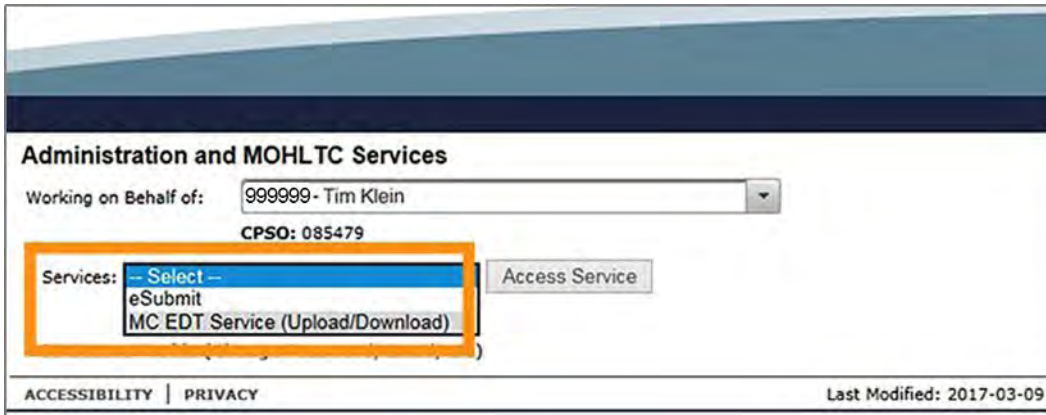 Administration and MOHLTC Services
Working on Behalf of: 999999- Tim Klein
CPSO: 085479
Services: -- Select -- Access Service
eSubmit
MC EDT Service (Upload/Download)
ACCESSIBILITY | PRIVACY Last Modified: 2017-03-09